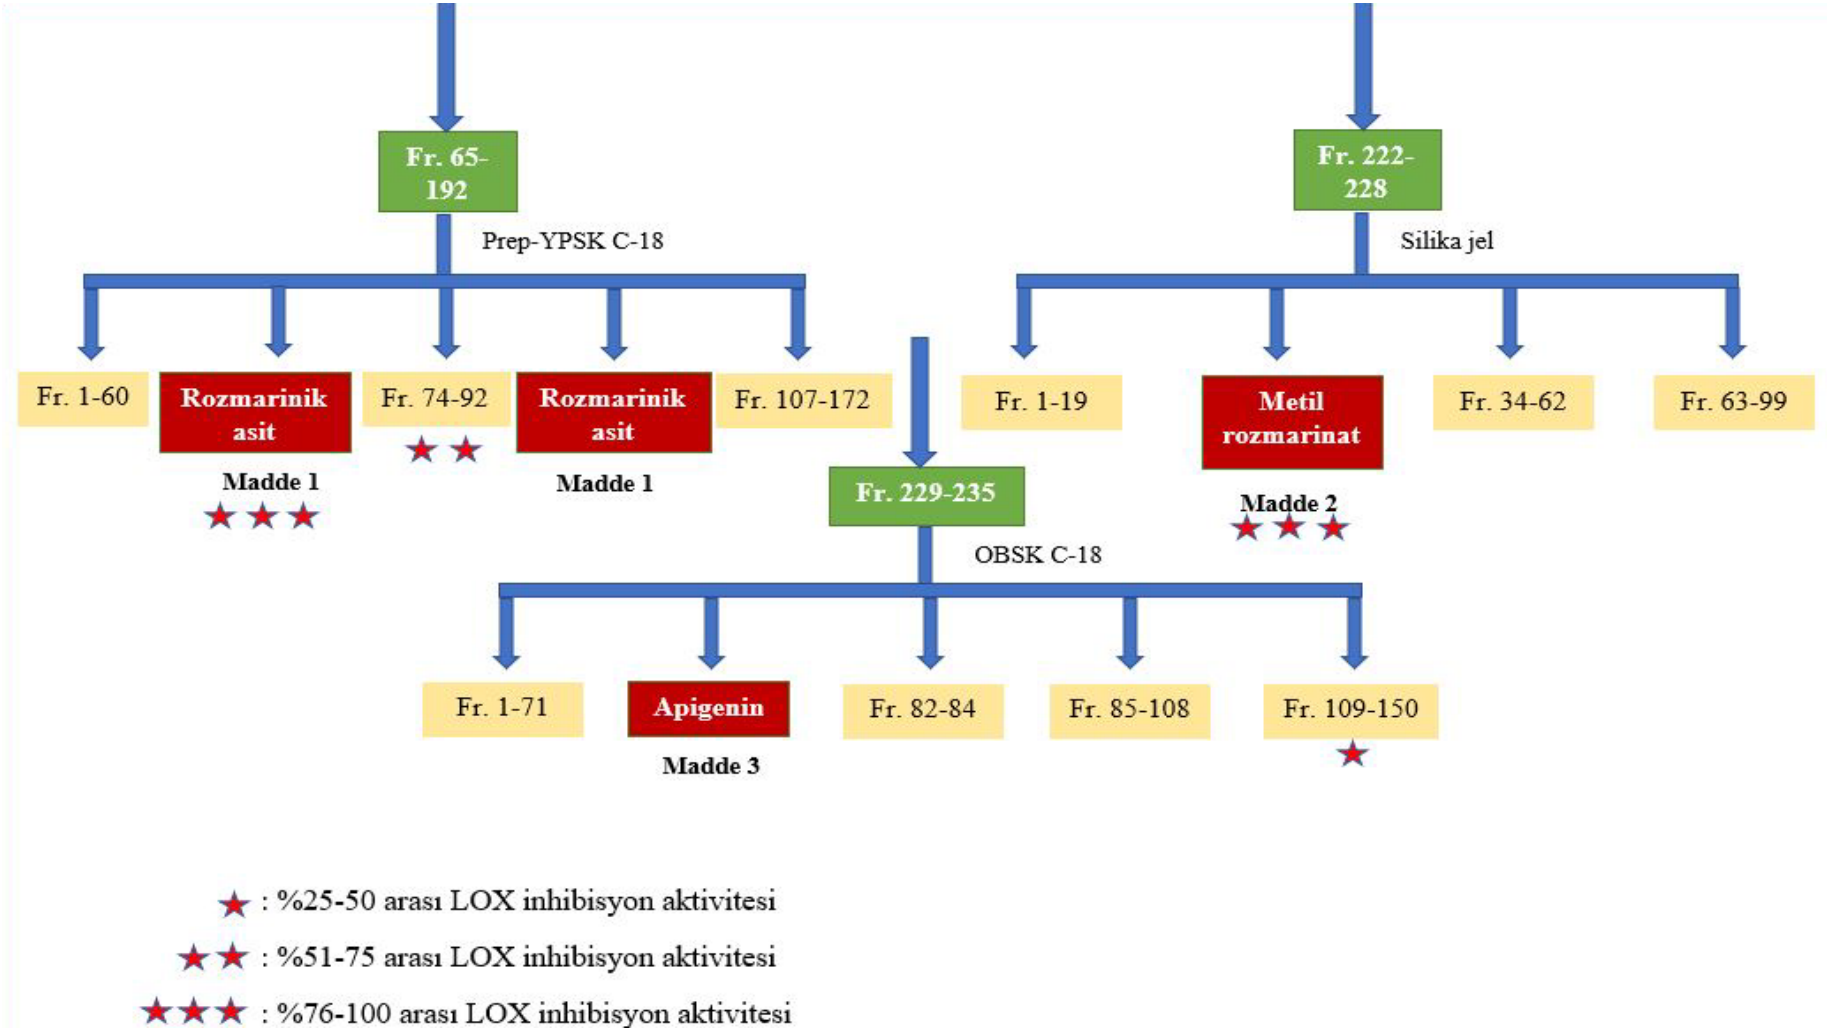 Fr. 65-
192
Fr. 222-
228
Prep-YPSK C-18
Silika jel
Fr. 1-60
Rozmarinik
asit
Madde 1
Fr. 74-92
Rozmarinik
asit
Madde 1
Fr. 107-172
Fr. 1-19
Metil
rozmarinat
Madde 2
Fr. 34-62
Fr. 63-99
Fr. 229-235
OBSK C-18
Fr. 1-71
Apigenin
Madde 3
Fr. 82-84
Fr. 85-108
Fr. 109-150
: %25-50 arası LOX inhibisyon aktivitesi
: %51-75 arası LOX inhibisyon aktivitesi
: %76-100 arası LOX inhibisyon aktivitesi